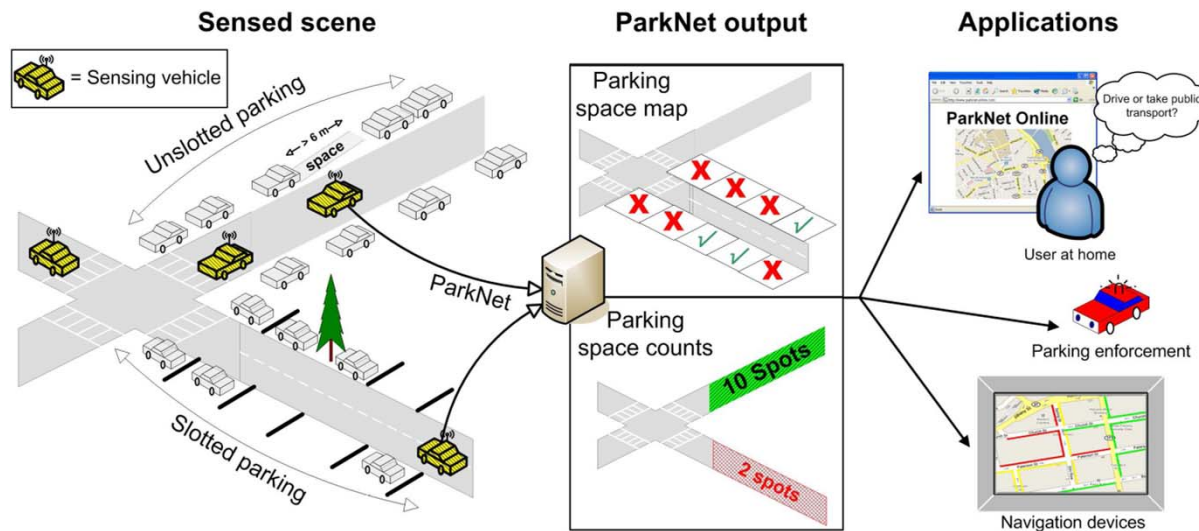 Sensed scene
= Sensing vehicle
Unslotted parking
> 6 m
space
ParkNet
Slotted parking
ParkNet output
Parking
space map
X
X
X
X
X
√
√
√
X
Parking
space counts
10 Spots
2 spots
Applications
Drive or take public
transport?
ParkNet Online
User at home
Parking enforcement
Navigation devices